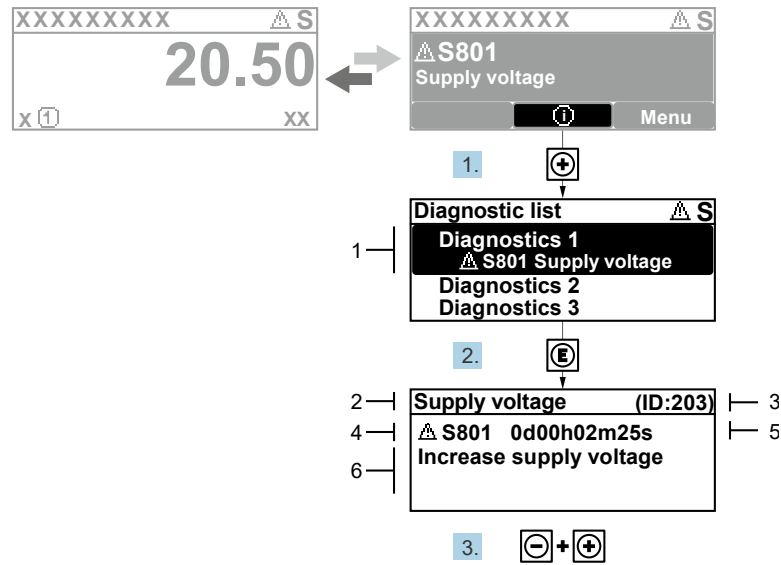 XXXXXXXXX ⚠ S
20.50
X ① XX
XXXXXXXXX ⚠ S
⚠ S801
Supply voltage
ⓘ Menu
1. ⊕
Diagnostic list ⚠ S
1
Diagnostics 1
⚠ S801 Supply voltage
Diagnostics 2
Diagnostics 3
2. E
2 Supply voltage (ID:203) 3
4 ⚠ S801 0d00h02m25s 5
6 Increase supply voltage
3. ⊖+⊕